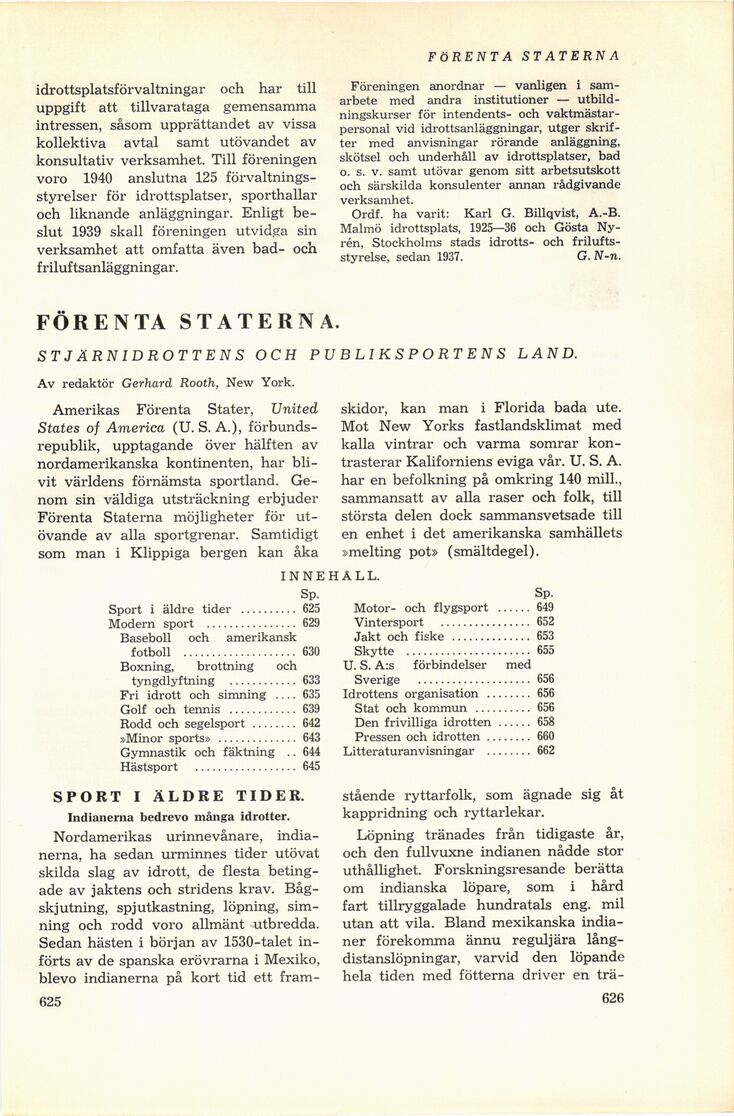 FÖRENTA STATERNA
idrottsplatsförvaltningar och har till
uppgift att tillvarataga gemensamma
intressen, såsom upprättandet av vissa
kollektiva avtal samt utövandet av
konsultativ verksamhet. Till föreningen
voro 1940 anslutna 125 förvaltnings-
styrelser för idrottsplatser, sporthallar
och liknande anläggningar. Enligt be-
slut 1939 skall föreningen utvidga sin
verksamhet att omfatta även bad- och
friluftsanläggningar.
Föreningen anordnar — vanligen i sam-
arbete med andra institutioner — utbild-
ningskurser för intendents- och vaktmästar-
personal vid idrottsanläggningar, utger skrif-
ter med anvisningar rörande anläggning,
skötsel och underhåll av idrottsplatser, bad
o. s. v. samt utövar genom sitt arbetsutskott
och särskilda konsulenter annan rådgivande
verksamhet.
Ordf. ha varit: Karl G. Billqvist, A.-B.
Malmö idrottsplats, 1925—36 och Gösta Ny-
rén, Stockholms stads idrotts- och frilufts-
styrelse, sedan 1937. G. N-n.
FÖRENTA STATERNA.
STJÄRNIDROTTENS OCH PUBLIKSPORTENS LAND.
Av redaktör Gerhard Rooth, New York.
Amerikas Förenta Stater, United
States of America (U. S. A.), förbunds-
republik, upptagande över hälften av
nordamerikanska kontinenten, har bli-
vit världens förnämsta sportland. Ge-
nom sin väldiga utsträckning erbjuder
Förenta Staterna möjligheter för ut-
övande av alla sportgrenar. Samtidigt
som man i Klippiga bergen kan åka
skidor, kan man i Florida bada ute.
Mot New Yorks fastlandsklimat med
kalla vintrar och varma somrar kon-
trasterar Kaliforniens eviga vår. U. S. A.
har en befolkning på omkring 140 mill.,
sammansatt av alla raser och folk, till
största delen dock sammansvetsade till
en enhet i det amerikanska samhällets
»melting pot» (smältdegel).
INNEHALL.
Sp.
Sport i äldre tider .......... 625
Modern sport ................ 629
Baseboll och amerikansk
fotboll .................... 630
Boxning, brottning och
tyngdlyftning ............ 633
Fri idrott och simning .... 635
Golf och tennis ............ 639
Rodd och segelsport ........ 642
»Minor sports» .............. 643
Gymnastik och fäktning .. 644
Hästsport .................. 645
Sp.
Motor- och flygsport ...... 649
Vintersport ................ 652
Jakt och fiske .............. 653
Skytte ...................... 655
U. S. A:s förbindelser med
Sverige .................... 656
Idrottens organisation ........ 656
Stat och kommun .......... 656
Den frivilliga idrotten ...... 658
Pressen och idrotten ........ 660
Litteraturanvisningar ........ 662
SPORT I ÄLDRE TIDER.
Indianerna bedrevo många idrotter.
Nordamerikas urinnevånare, india-
nerna, ha sedan urminnes tider utövat
skilda slag av idrott, de flesta beting-
ade av jaktens och stridens krav. Båg-
skjutning, spjutkastning, löpning, sim-
ning och rodd voro allmänt utbredda.
Sedan hästen i början av 1530-talet in-
förts av de spanska erövrarna i Mexiko,
blevo indianerna på kort tid ett fram-
stående ryttarfolk, som ägnade sig åt
kappridning och ryttarlekar.
Löpning tränades från tidigaste år,
och den fullvuxne indianen nådde stor
uthållighet. Forskningsresande berätta
om indianska löpare, som i hård
fart tillryggalade hundratals eng. mil
utan att vila. Bland mexikanska india-
ner förekomma ännu reguljära lång-
distanslöpningar, varvid den löpande
hela tiden med fötterna driver en trä-
625
626